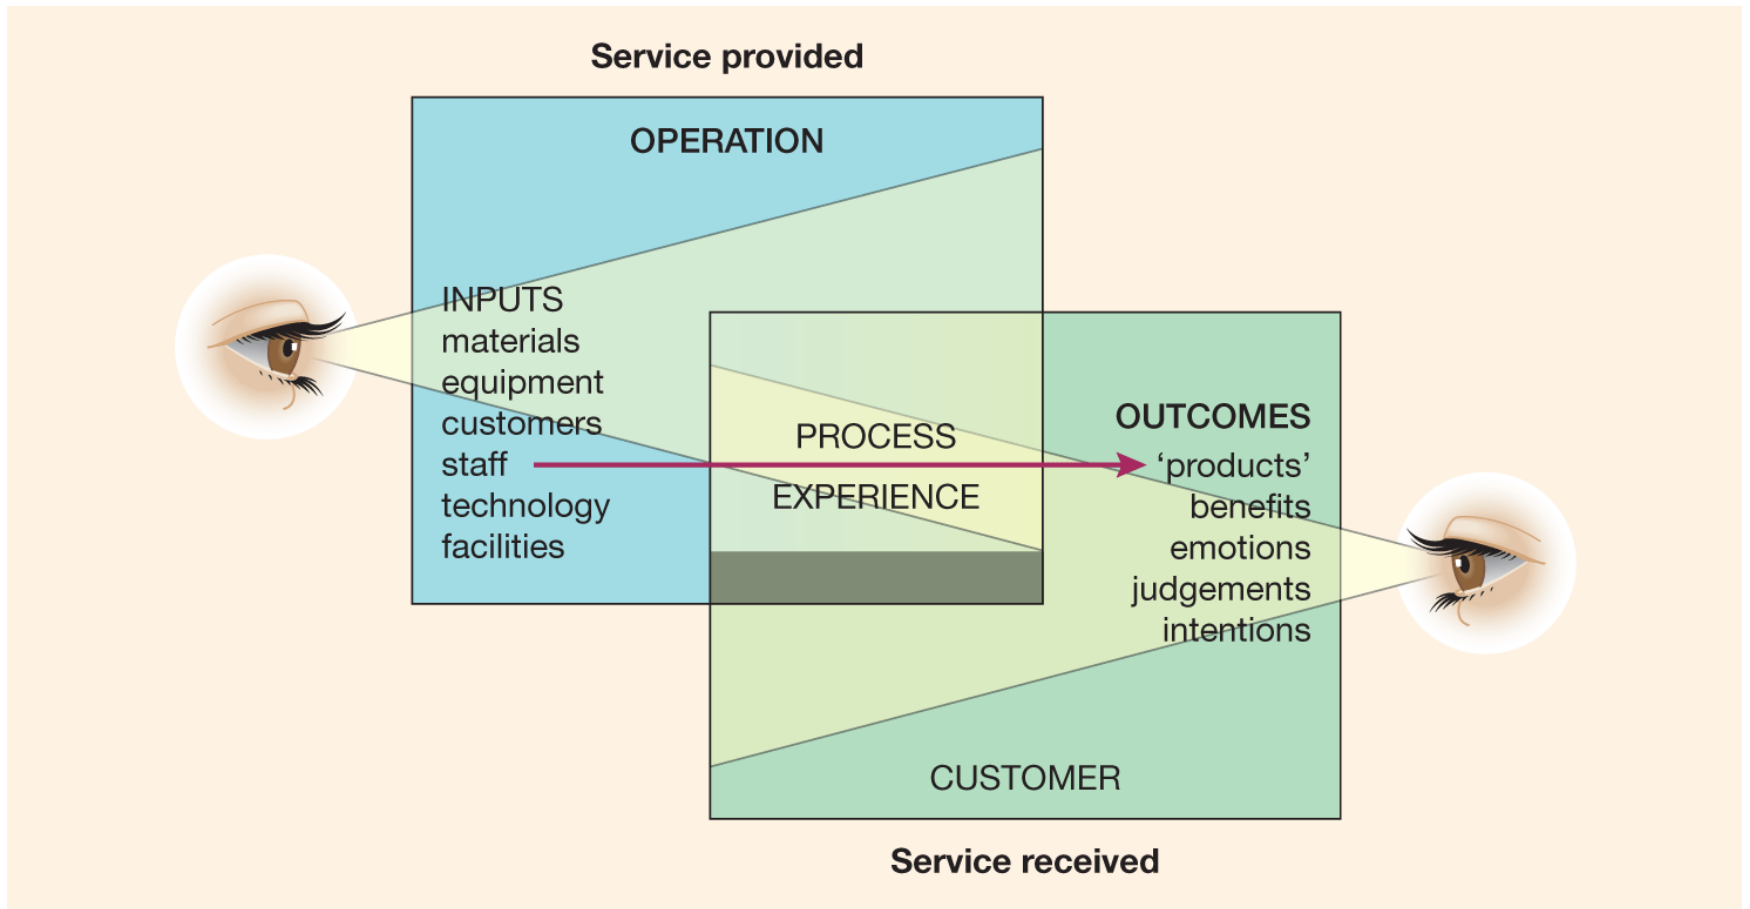 Service provided
OPERATION
INPUTS
materials
equipment
customers
staff
technology
facilities
PROCESS
EXPERIENCE
OUTCOMES
‘products’
benefits
emotions
judgements
intentions
CUSTOMER
Service received